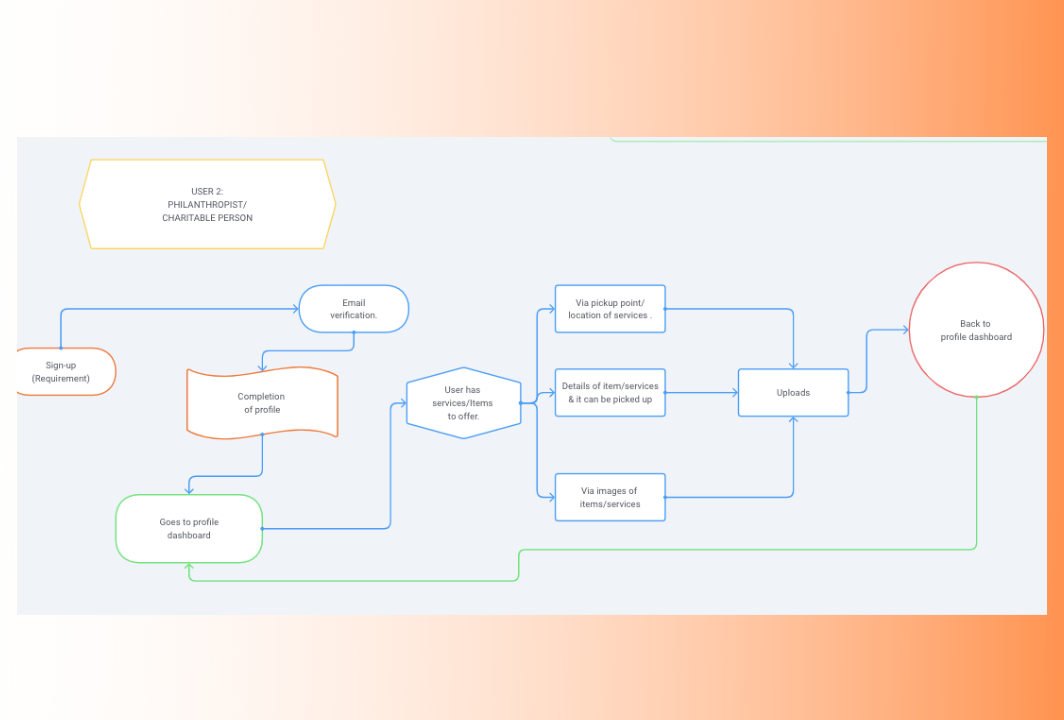 USER 2:
PHILANTHROPIST/
CHARITABLE PERSON
Sign-up
(Requirement)
Email
verification.
Completion
of profile
Goes to profile
dashboard
User has
services/Items
to offer.
Via pickup point/
location of services .
Details of item/services
& it can be picked up
Via images of
items/services
Uploads
Back to
profile dashboard